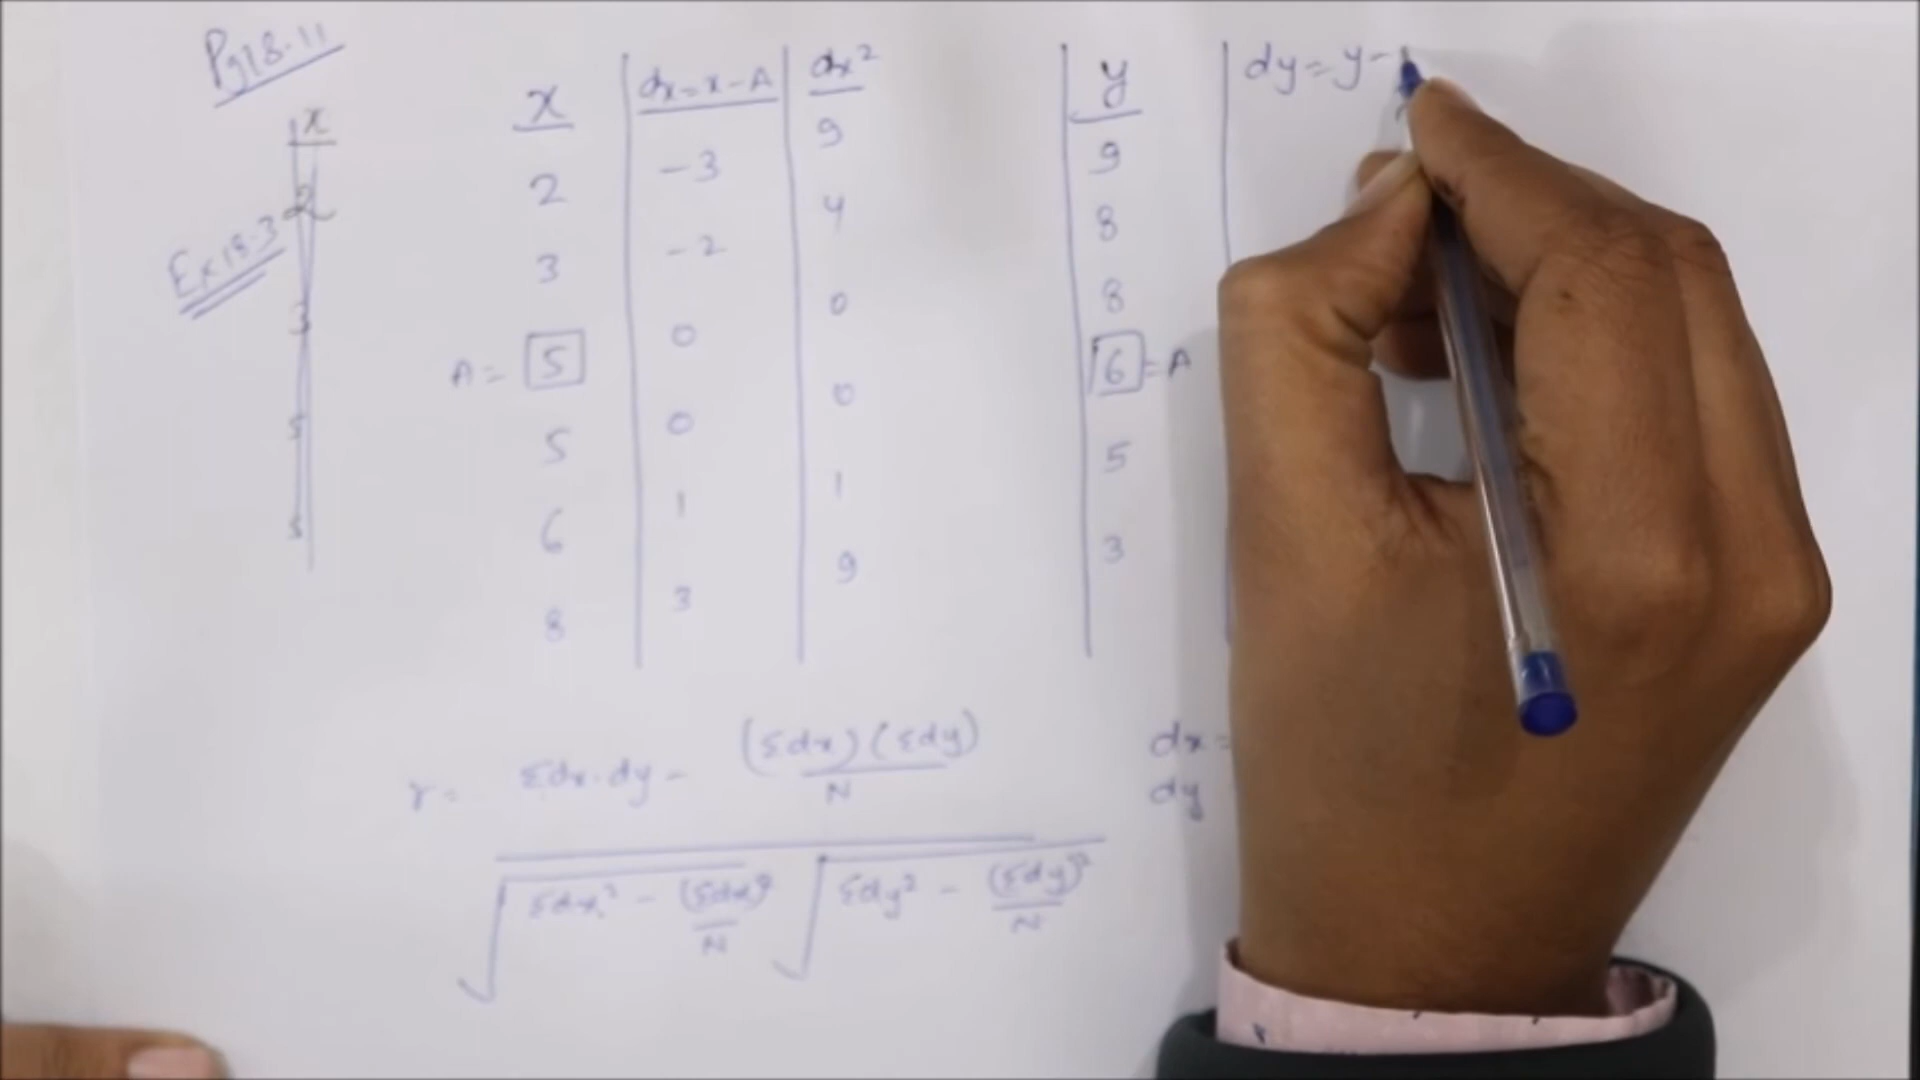 Pg18.11
x
2
3
5
5
Ex18.3
x
2
3
A = 5
5
6
8
dx = x - A
-3
-2
0
0
1
3
dx²
9
4
0
0
1
9
y
9
8
8
6 = A
5
3
dy = y -
r = Σdx.dy - (Σdx)(Σdy) / N
√Σdx² - (Σdx)² / N √Σdy² - (Σdy)² / N
dx =
dy